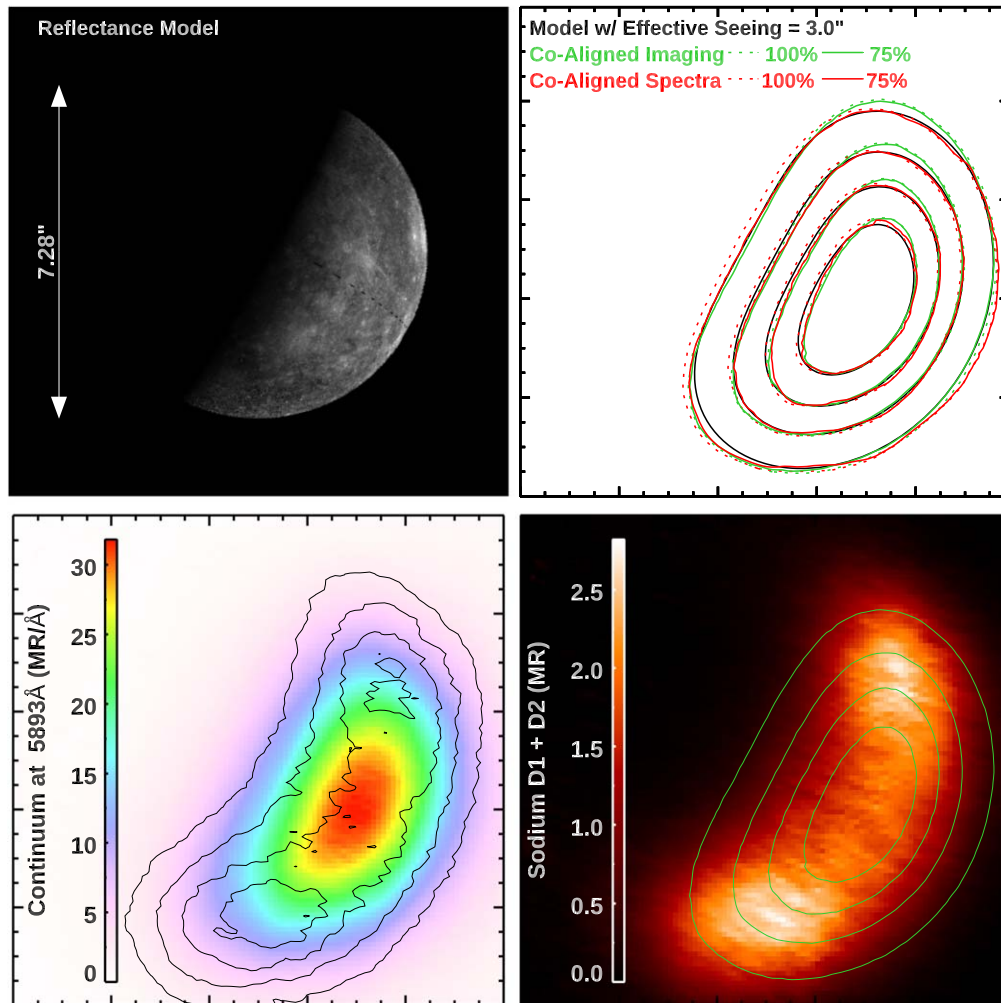 Reflectance Model
7.28"
Model w/ Effective Seeing = 3.0"
Co-Aligned Imaging 100% 75%
Co-Aligned Spectra 100% 75%
Continuum at 5893Å (MR/Å)
30
25
20
15
10
5
0
Sodium D1 + D2 (MR)
2.5
2.0
1.5
1.0
0.5
0.0